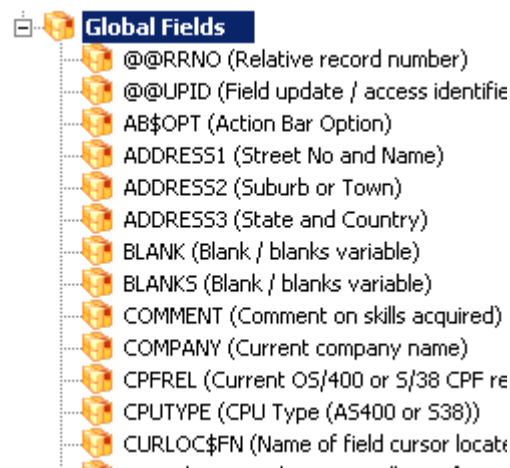 Global Fields
@@RRNO (Relative record number)
@@UPID (Field update / access identifie
AB$OPT (Action Bar Option)
ADDRESS1 (Street No and Name)
ADDRESS2 (Suburb or Town)
ADDRESS3 (State and Country)
BLANK (Blank / blanks variable)
BLANKS (Blank / blanks variable)
COMMENT (Comment on skills acquired)
COMPANY (Current company name)
CPFREL (Current OS/400 or S/38 CPF re
CPUTYPE (CPU Type (AS400 or S38))
CURLOC$FN (Name of field cursor locate